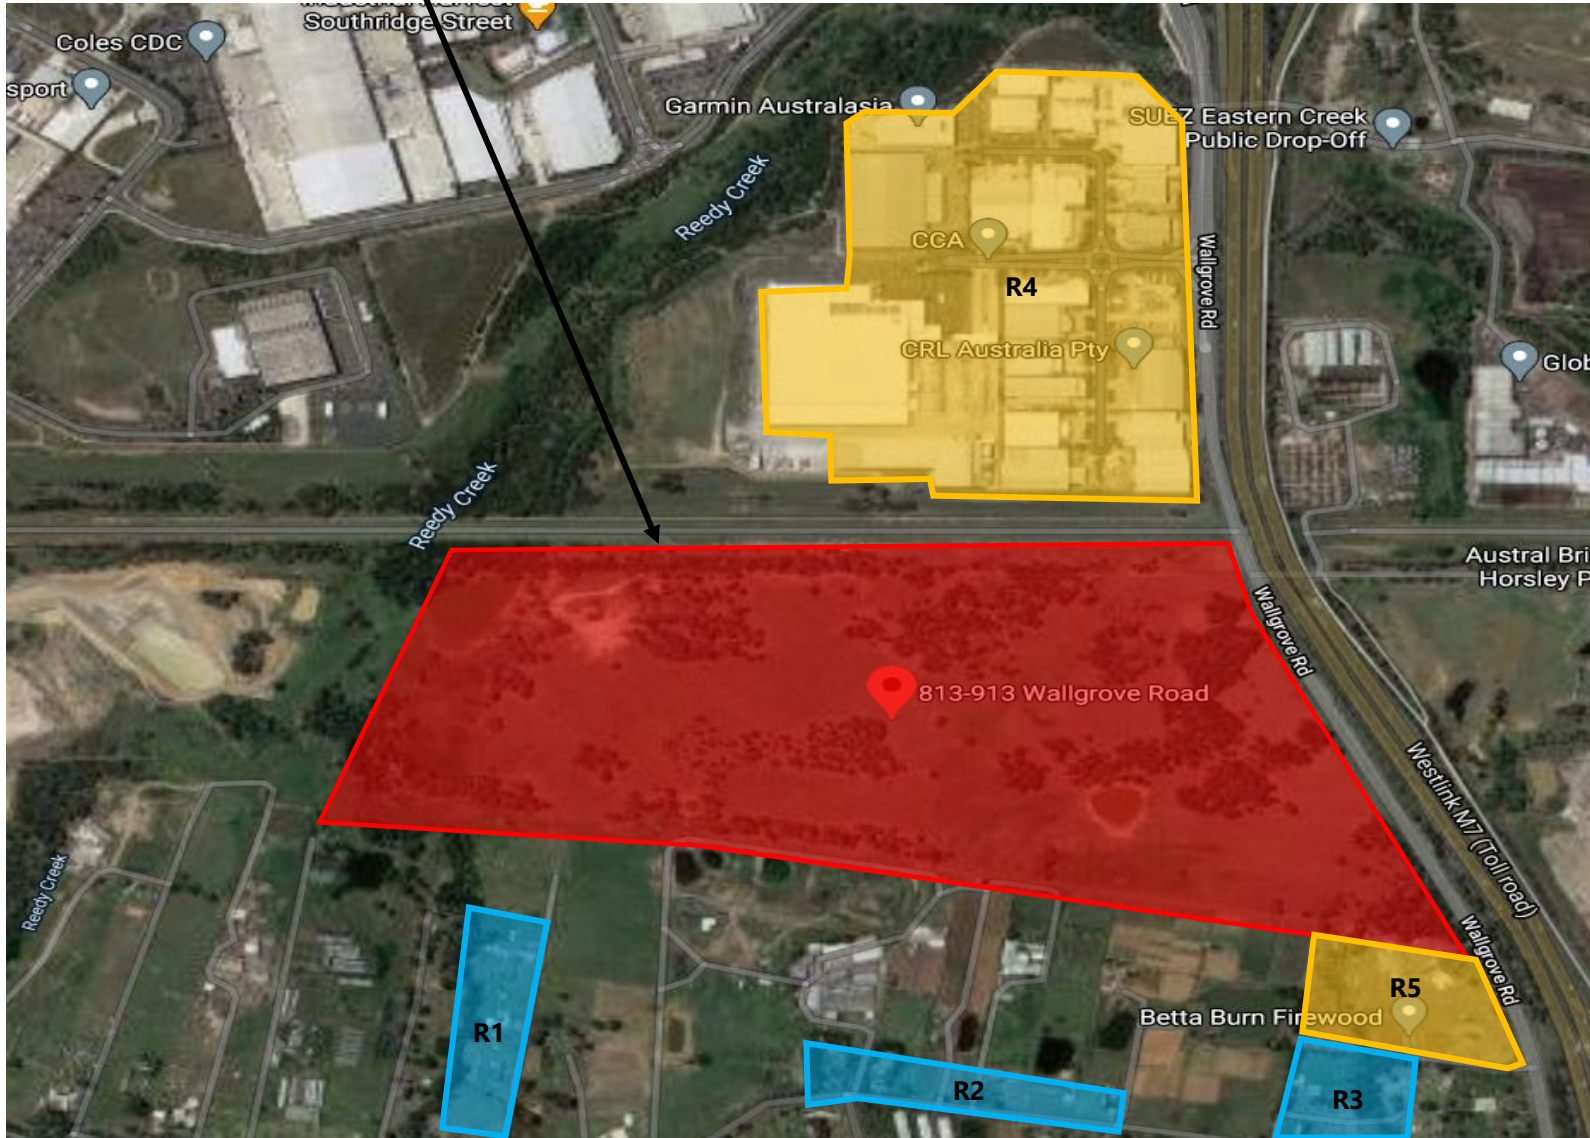 Southridge Street
Coles CDC
sport
Garmin Australasia
SUEZ Eastern Creek
Public Drop-Off
Reedy Creek
CCA
Wallgrove Rd
R4
CRL Australia Pty
Glob
Reedy Creek
Austral Bri
Horsley P
Wallgrove Rd
813-913 Wallgrove Road
Westlink M7 (Toll road)
Reedy Creek
Wallgrove Rd
R5
Betta Burn Firewood
R1
R2
R3